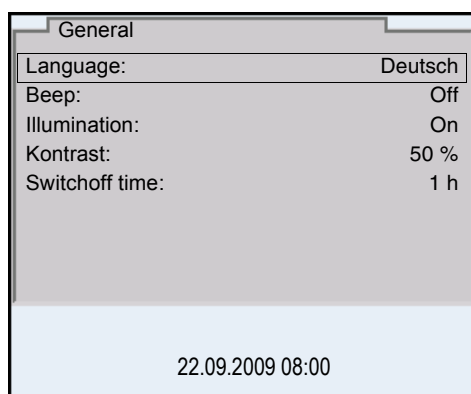 General
Language: Deutsch
Beep: Off
Illumination: On
Kontrast: 50 %
Switchoff time: 1 h
22.09.2009 08:00